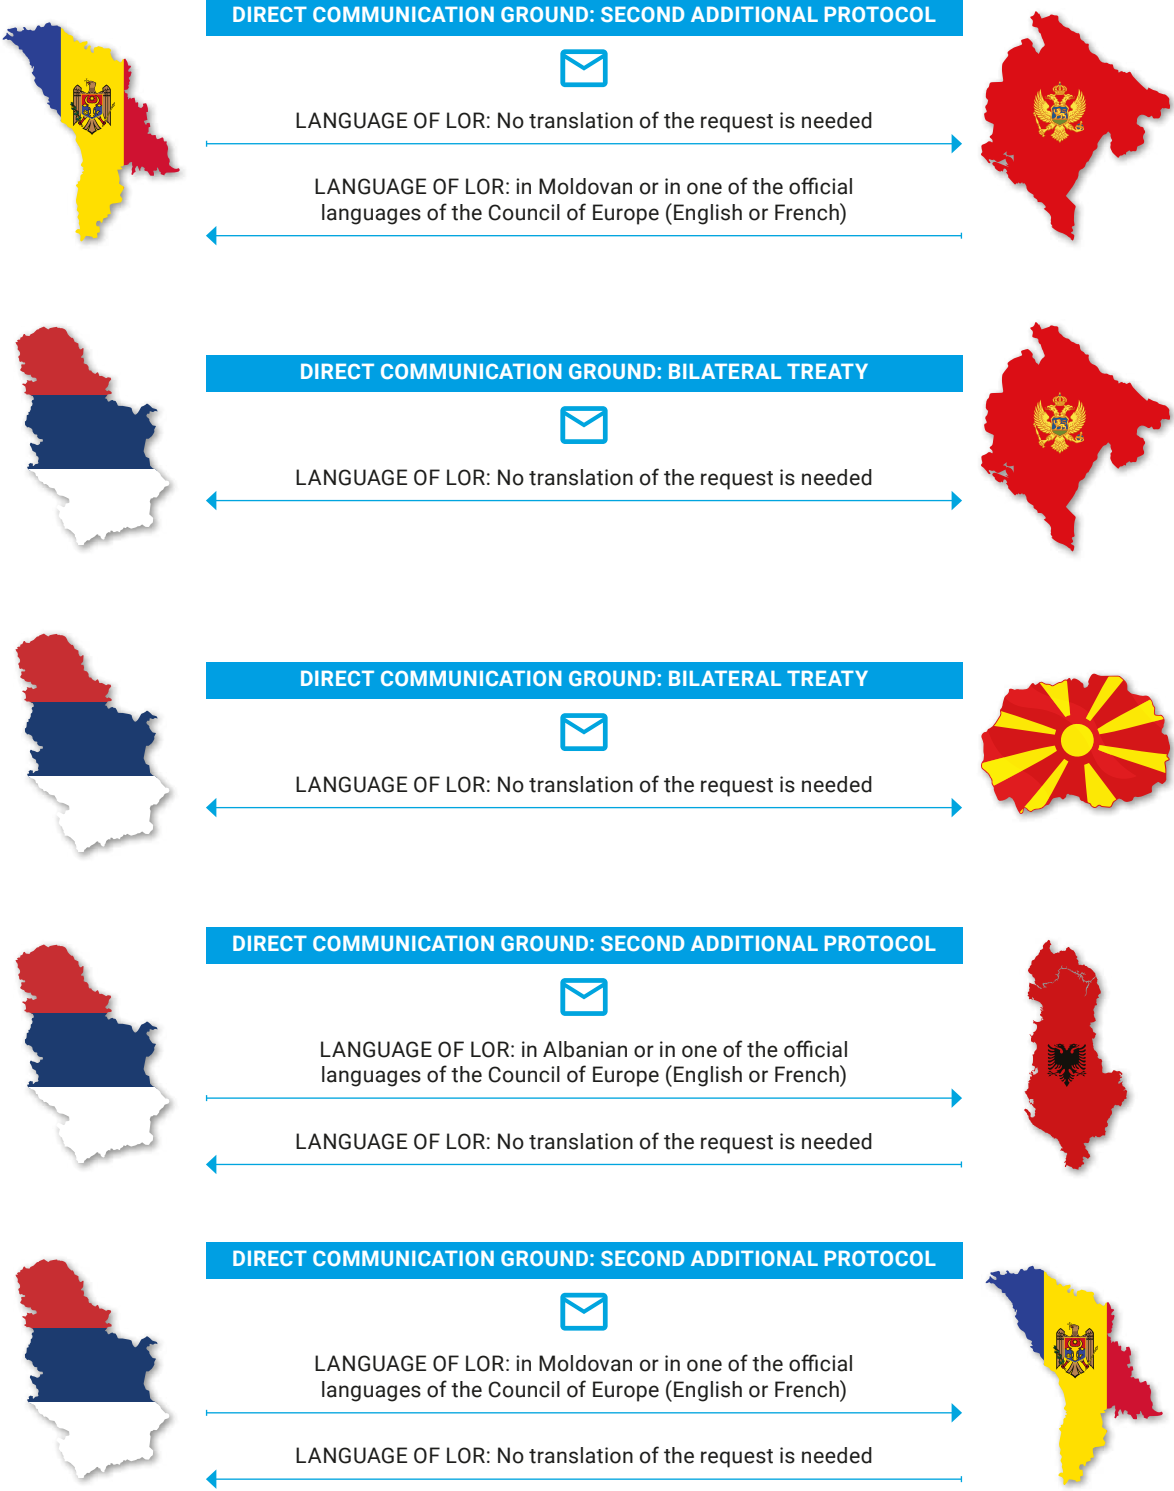 DIRECT COMMUNICATION GROUND: SECOND ADDITIONAL PROTOCOL
LANGUAGE OF LOR: No translation of the request is needed
LANGUAGE OF LOR: in Moldovan or in one of the official
languages of the Council of Europe (English or French)
DIRECT COMMUNICATION GROUND: BILATERAL TREATY
LANGUAGE OF LOR: No translation of the request is needed
DIRECT COMMUNICATION GROUND: BILATERAL TREATY
LANGUAGE OF LOR: No translation of the request is needed
DIRECT COMMUNICATION GROUND: SECOND ADDITIONAL PROTOCOL
LANGUAGE OF LOR: in Albanian or in one of the official
languages of the Council of Europe (English or French)
LANGUAGE OF LOR: No translation of the request is needed
DIRECT COMMUNICATION GROUND: SECOND ADDITIONAL PROTOCOL
LANGUAGE OF LOR: in Moldovan or in one of the official
languages of the Council of Europe (English or French)
LANGUAGE OF LOR: No translation of the request is needed